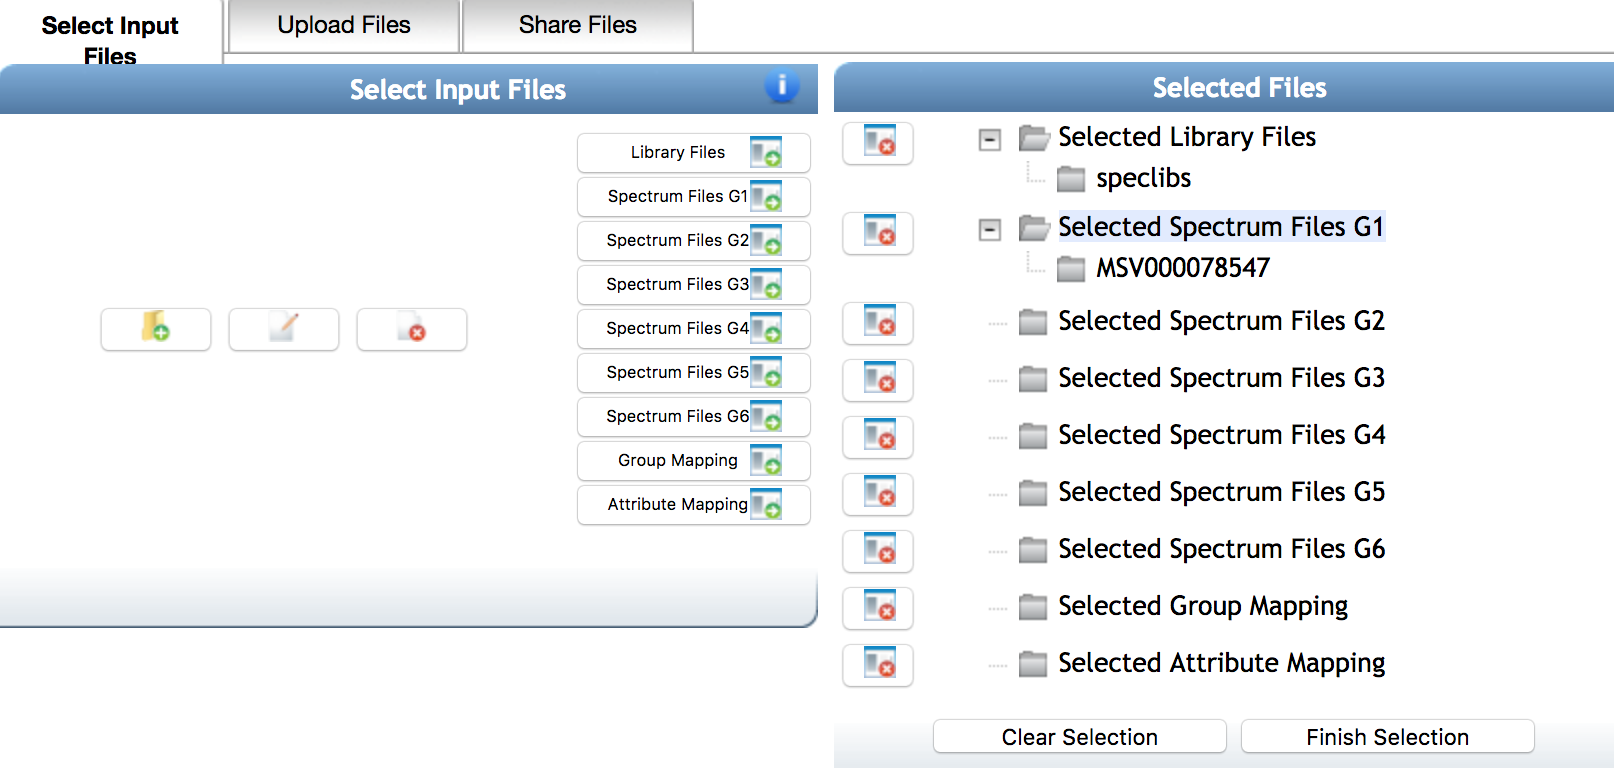 Select Input
Files
Upload Files
Share Files
Select Input Files
i
Library Files
Spectrum Files G1
Spectrum Files G2
Spectrum Files G3
Spectrum Files G4
Spectrum Files G5
Spectrum Files G6
Group Mapping
Attribute Mapping
Selected Files
Selected Library Files
speclibs
Selected Spectrum Files G1
MSV000078547
Selected Spectrum Files G2
Selected Spectrum Files G3
Selected Spectrum Files G4
Selected Spectrum Files G5
Selected Spectrum Files G6
Selected Group Mapping
Selected Attribute Mapping
Clear Selection
Finish Selection